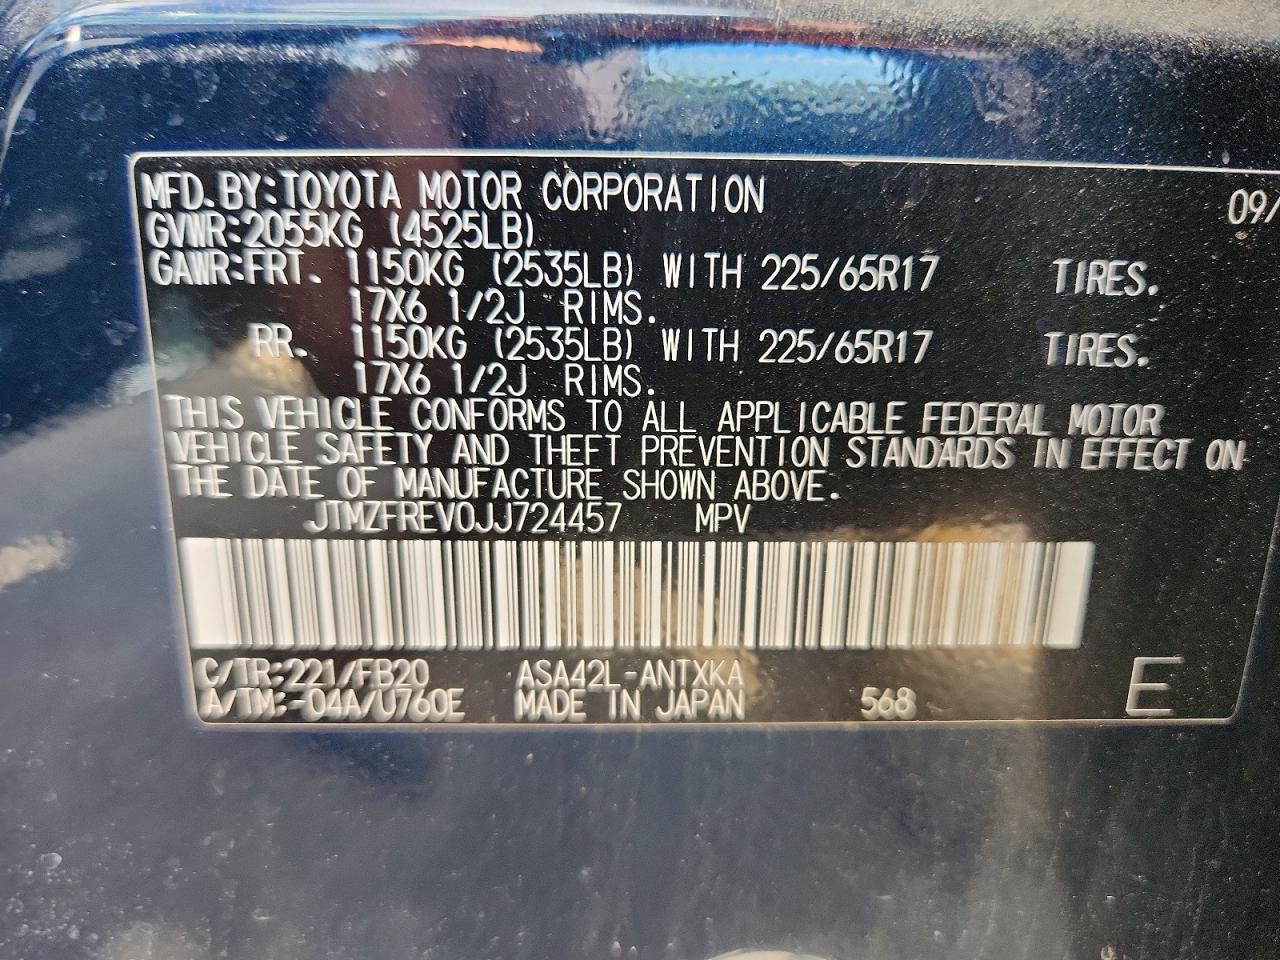 MFD. BY: TOYOTA MOTOR CORPORATION 09/
GVWR: 2055KG (4525LB)
GAWR: FRT. 1150KG (2535LB) WITH 225/65R17 TIRES.
17X6 1/2J RIMS.
RR. 1150KG (2535LB) WITH 225/65R17 TIRES.
17X6 1/2J RIMS.
THIS VEHICLE CONFORMS TO ALL APPLICABLE FEDERAL MOTOR
VEHICLE SAFETY AND THEFT PREVENTION STANDARDS IN EFFECT ON
THE DATE OF MANUFACTURE SHOWN ABOVE.
JTMZFREV0JJ724457 MPV
C/TR: 221/FB20 ASA42L-ANTXKA E
A/TM: -04A/U760E MADE IN JAPAN 568